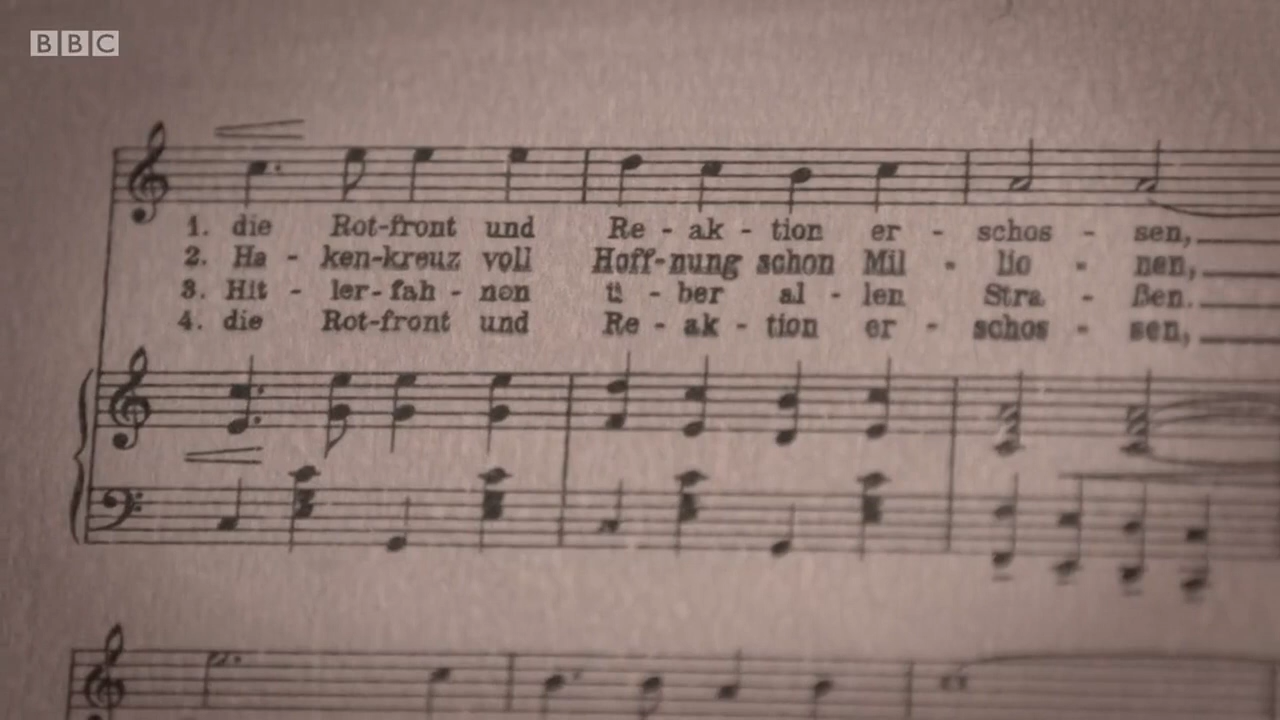 BBC
1. die Rot-front und Re - ak - tion er - schos - sen,
2. Ha - ken-kreuz voll Hoff-nung schon Mil - lio - nen,
3. Hit - ler-fah - nen ü - ber al - len Stra - ßen.
4. die Rot-front und Re - ak - tion er - schos - sen,